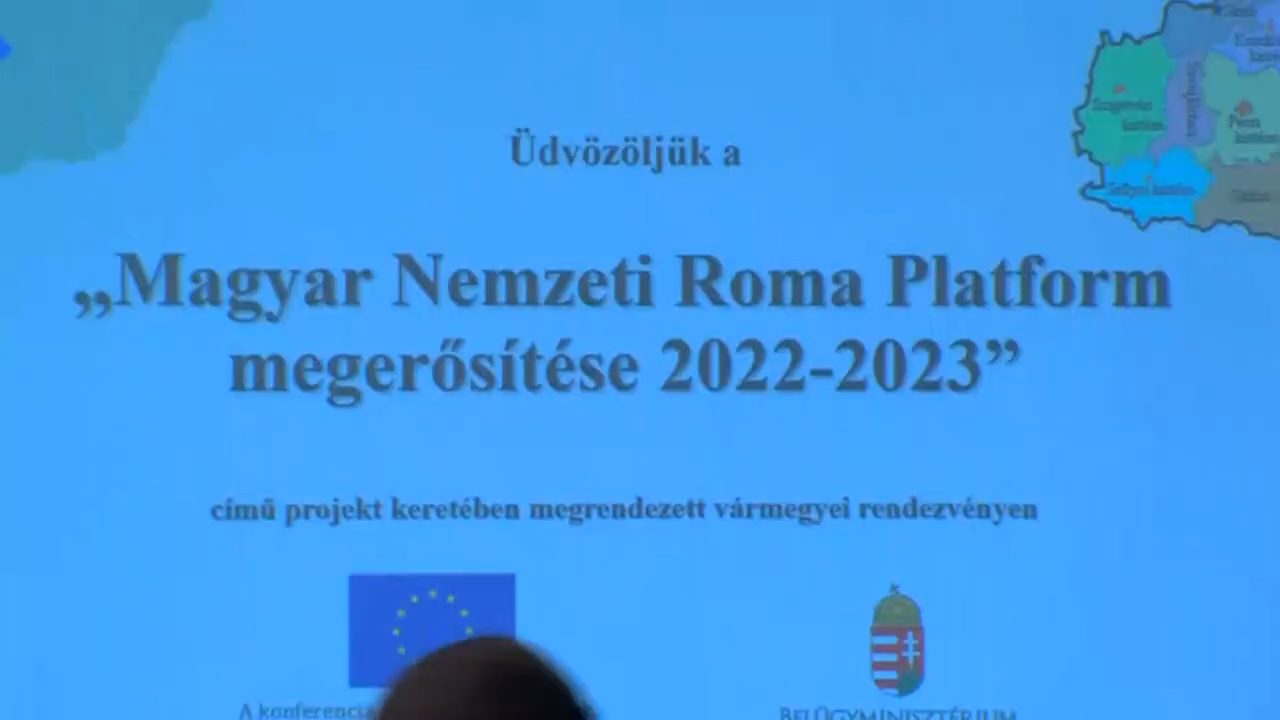 Üdvözöljük a
„Magyar Nemzeti Roma Platform
megerősítése 2022-2023”
című projekt keretében megrendezett vármegyei rendezvényen
A konferencia
BELÜGYMINISZTÉRIUM